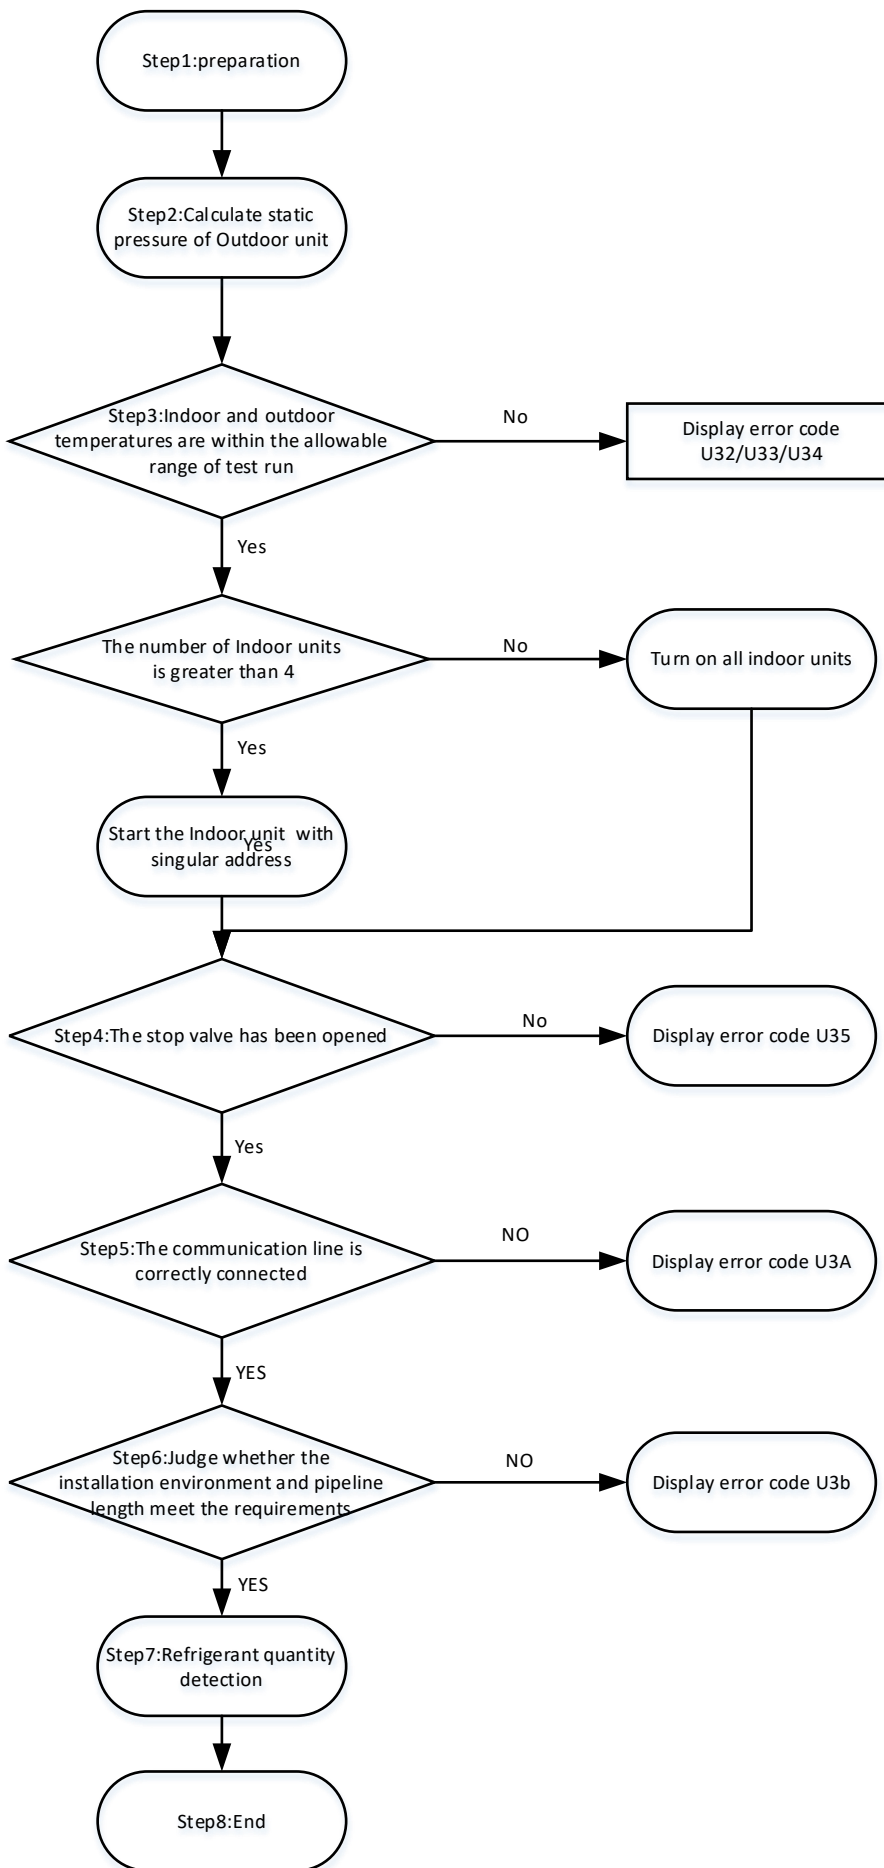 Step1:preparation
Step2:Calculate static
pressure of Outdoor unit
Step3:Indoor and outdoor
temperatures are within the allowable
range of test run
No
Display error code
U32/U33/U34
Yes
The number of Indoor units
is greater than 4
No
Turn on all indoor units
Yes
Start the Indoor unit with
Yes
singular address
Step4:The stop valve has been opened
No
Display error code U35
Yes
Step5:The communication line is
correctly connected
NO
Display error code U3A
YES
Step6:Judge whether the
installation environment and pipeline
length meet the requirements
NO
Display error code U3b
YES
Step7:Refrigerant quantity
detection
Step8:End